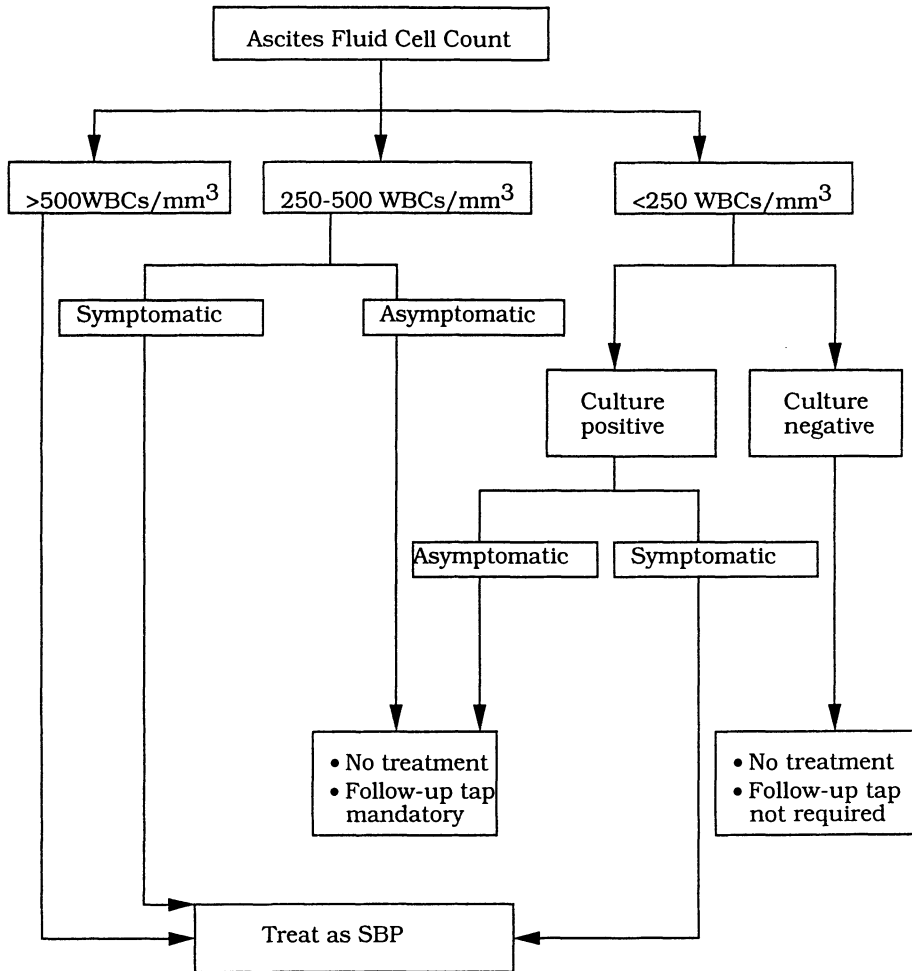 Ascites Fluid Cell Count
>500WBCs/mm³
250-500 WBCs/mm³
<250 WBCs/mm³
Symptomatic
Asymptomatic
Culture
positive
Culture
negative
Asymptomatic
Symptomatic
• No treatment
• Follow-up tap
mandatory
• No treatment
• Follow-up tap
not required
Treat as SBP